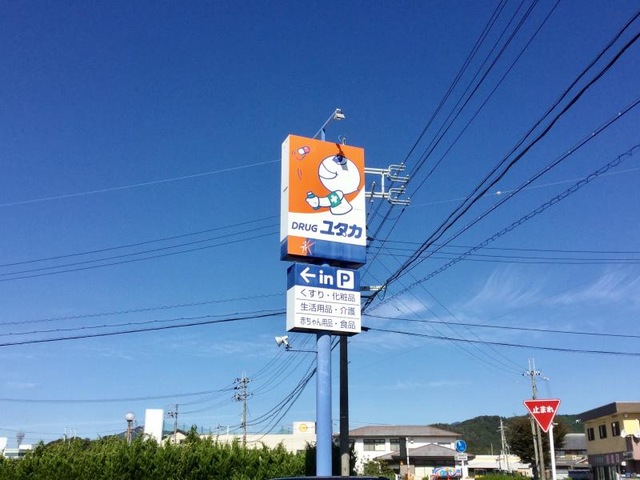 DRUG ユタカ
←in P
くすり・化粧品
生活用品・介護
赤ちゃん用品・食品
止まれ